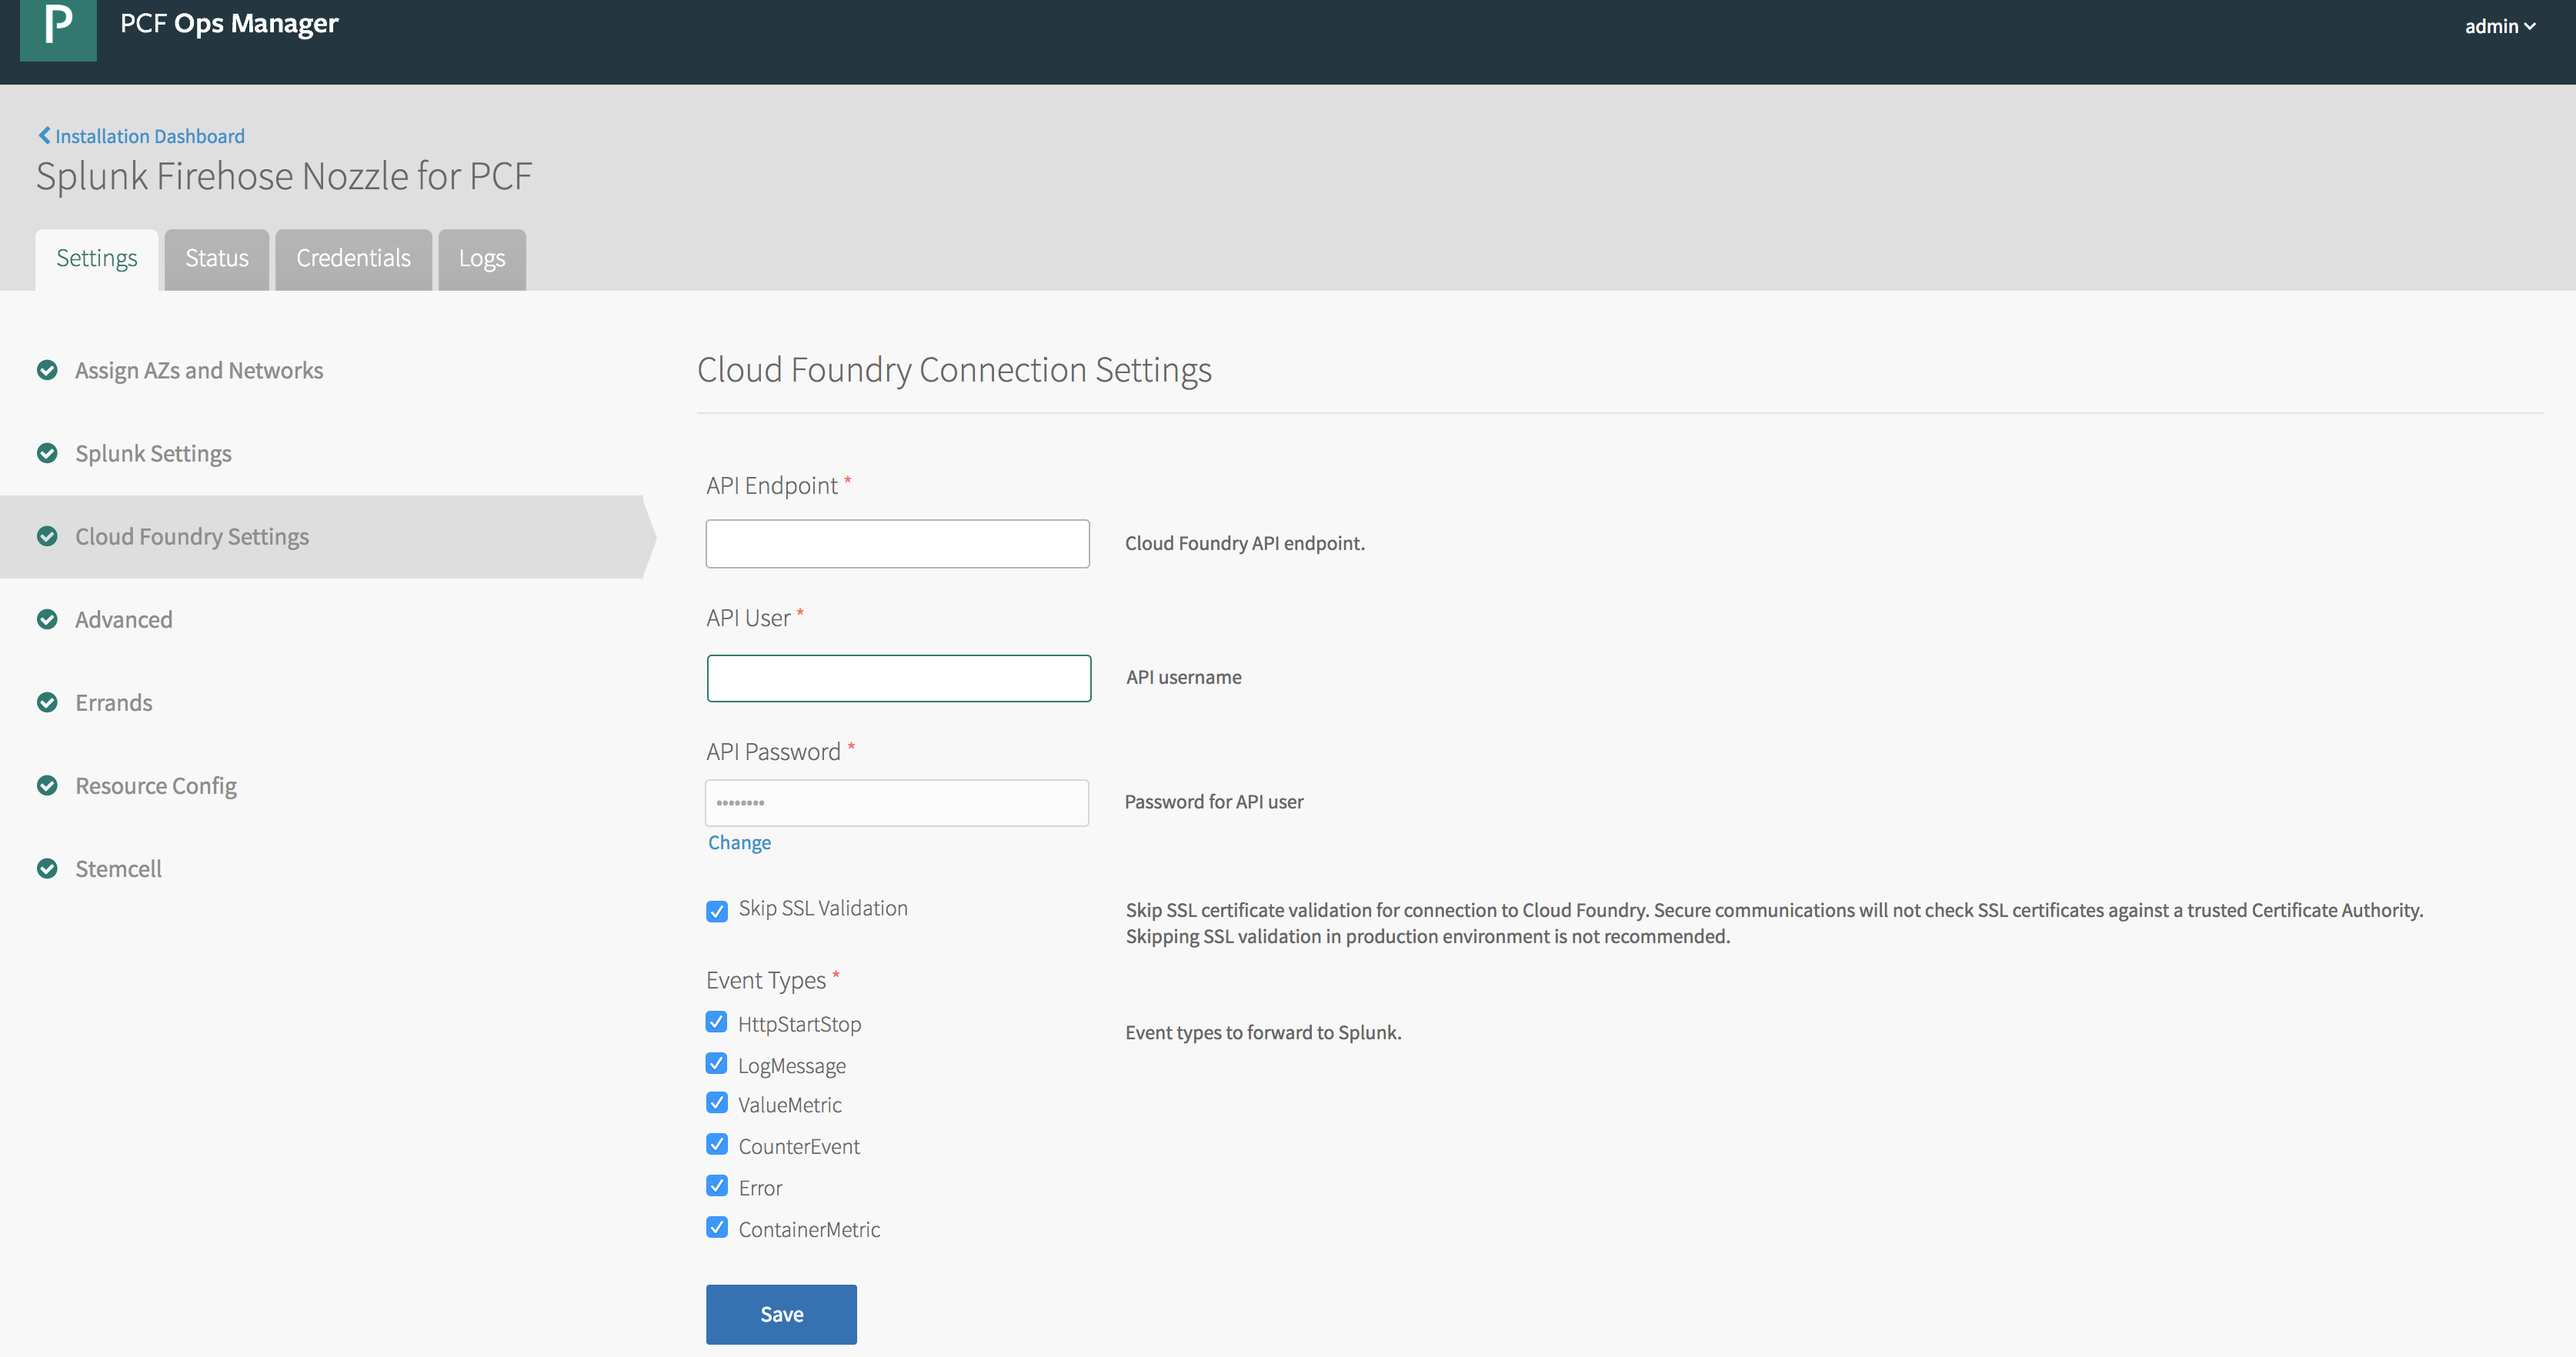 P
PCF Ops Manager
admin
Installation Dashboard
Splunk Firehose Nozzle for PCF
Settings
Status
Credentials
Logs
Assign AZs and Networks
Splunk Settings
Cloud Foundry Settings
Advanced
Errands
Resource Config
Stemcell
Cloud Foundry Connection Settings
API Endpoint *
Cloud Foundry API endpoint.
API User *
API username
API Password *
••••••••
Password for API user
Change
Skip SSL Validation
Skip SSL certificate validation for connection to Cloud Foundry. Secure communications will not check SSL certificates against a trusted Certificate Authority.
Skipping SSL validation in production environment is not recommended.
Event Types *
HttpStartStop
Event types to forward to Splunk.
LogMessage
ValueMetric
CounterEvent
Error
ContainerMetric
Save